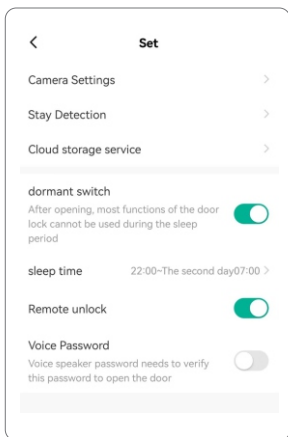 Set
Camera Settings
Stay Detection
Cloud storage service
dormant switch
After opening, most functions of the door
lock cannot be used during the sleep
period
sleep time 22:00~The second day07:00
Remote unlock
Voice Password
Voice speaker password needs to verify
this password to open the door